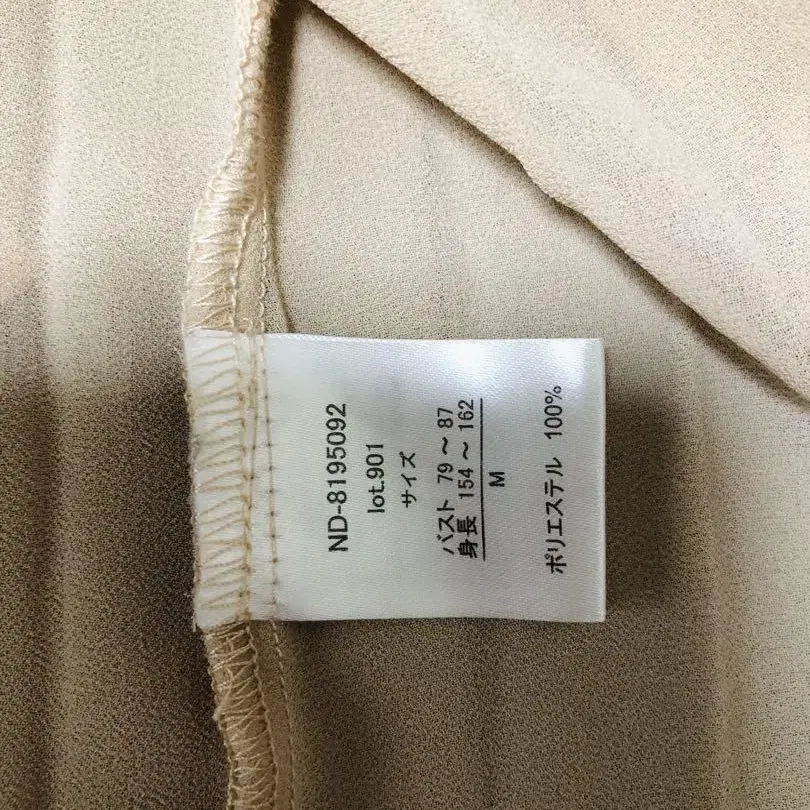 ND-8195092
lot.901
サイズ
バスト 79～87
身長 154～162
M
ポリエステル 100%